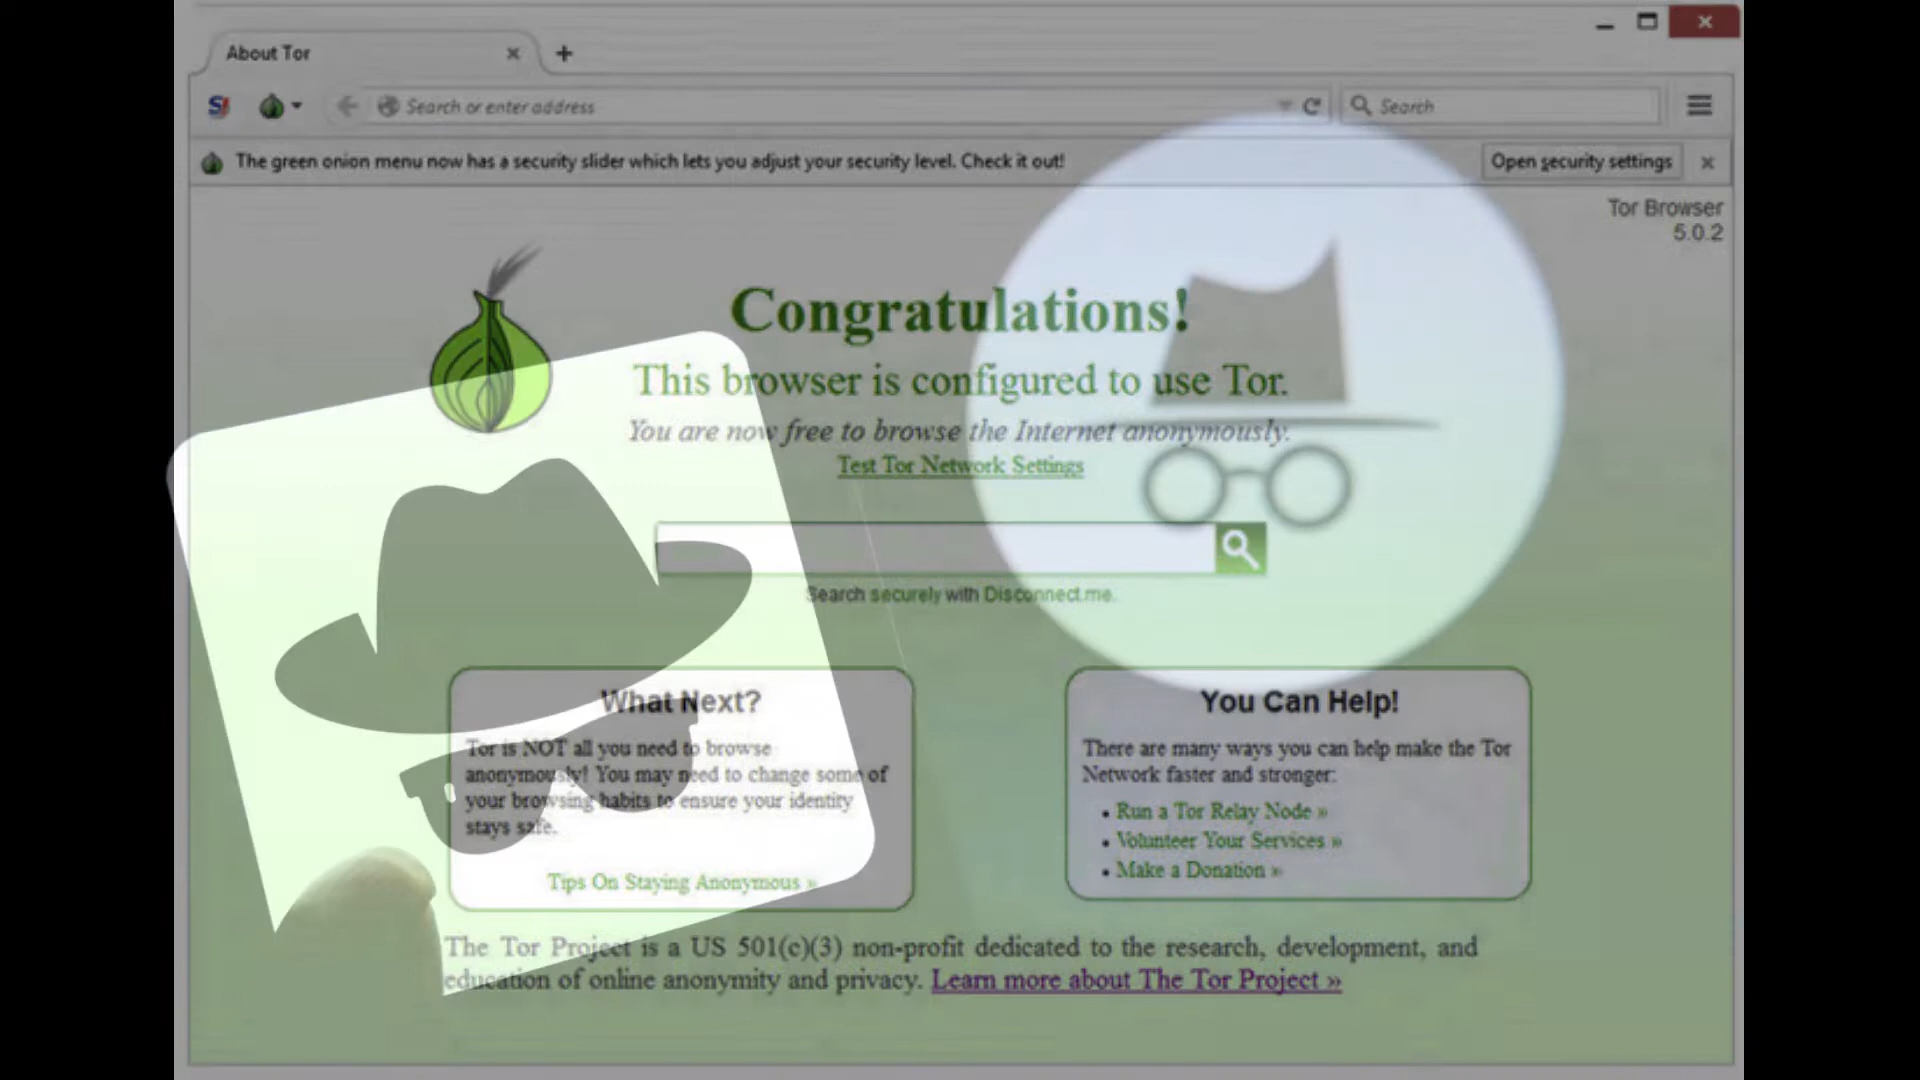 About Tor
Search or enter address
Search
The green onion menu now has a security slider which lets you adjust your security level. Check it out!
Open security settings
Tor Browser
5.0.2
Congratulations!
This browser is configured to use Tor.
You are now free to browse the Internet anonymously.
Test Tor Network Settings
Search securely with Disconnect.me.
What Next?
Tor is NOT all you need to browse
anonymously! You may need to change some of
your browsing habits to ensure your identity
stays safe.
Tips On Staying Anonymous »
You Can Help!
There are many ways you can help make the Tor
Network faster and stronger:
• Run a Tor Relay Node »
• Volunteer Your Services »
• Make a Donation »
The Tor Project is a US 501(c)(3) non-profit dedicated to the research, development, and
education of online anonymity and privacy. Learn more about The Tor Project »